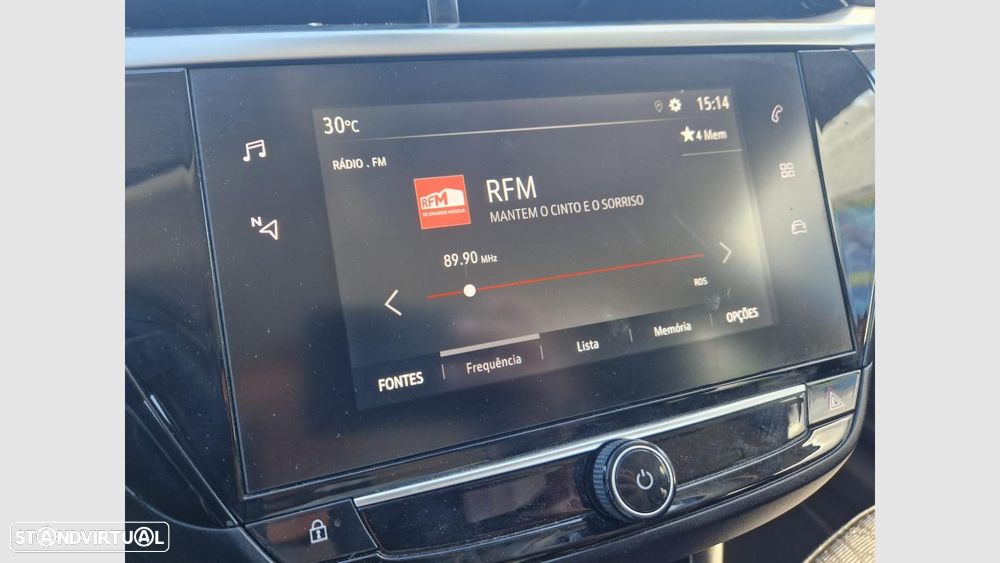 30°C
15:14
4 Mem
RÁDIO . FM
RFM
RFM
MANTEM O CINTO E O SORRISO
89.90 MHz
RDS
FONTES
Frequência
Lista
Memória
OPÇÕES
N
STANDVIRTUAL